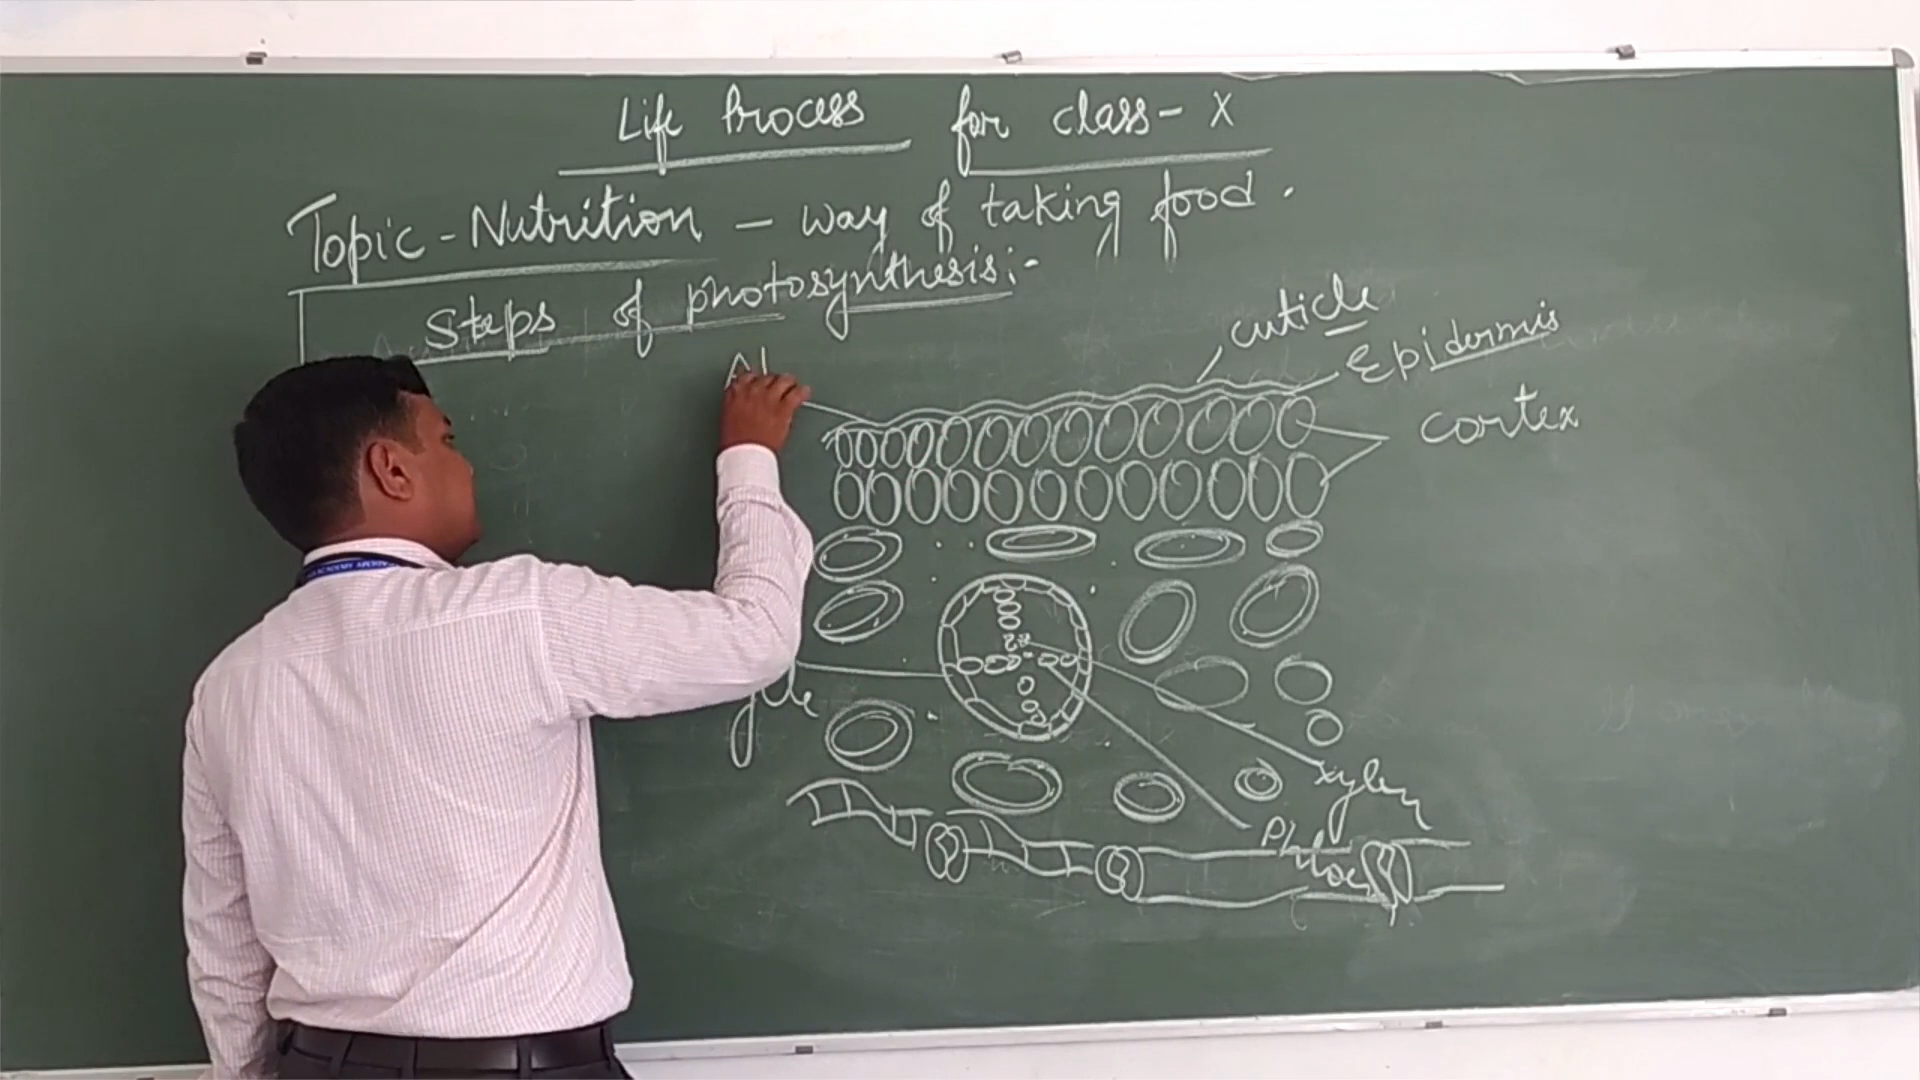 Life Process for class - X
Topic - Nutrition - way of taking food.
Steps of photosynthesis:-
cuticle
Epidermis
cortex
xylem
Phloem